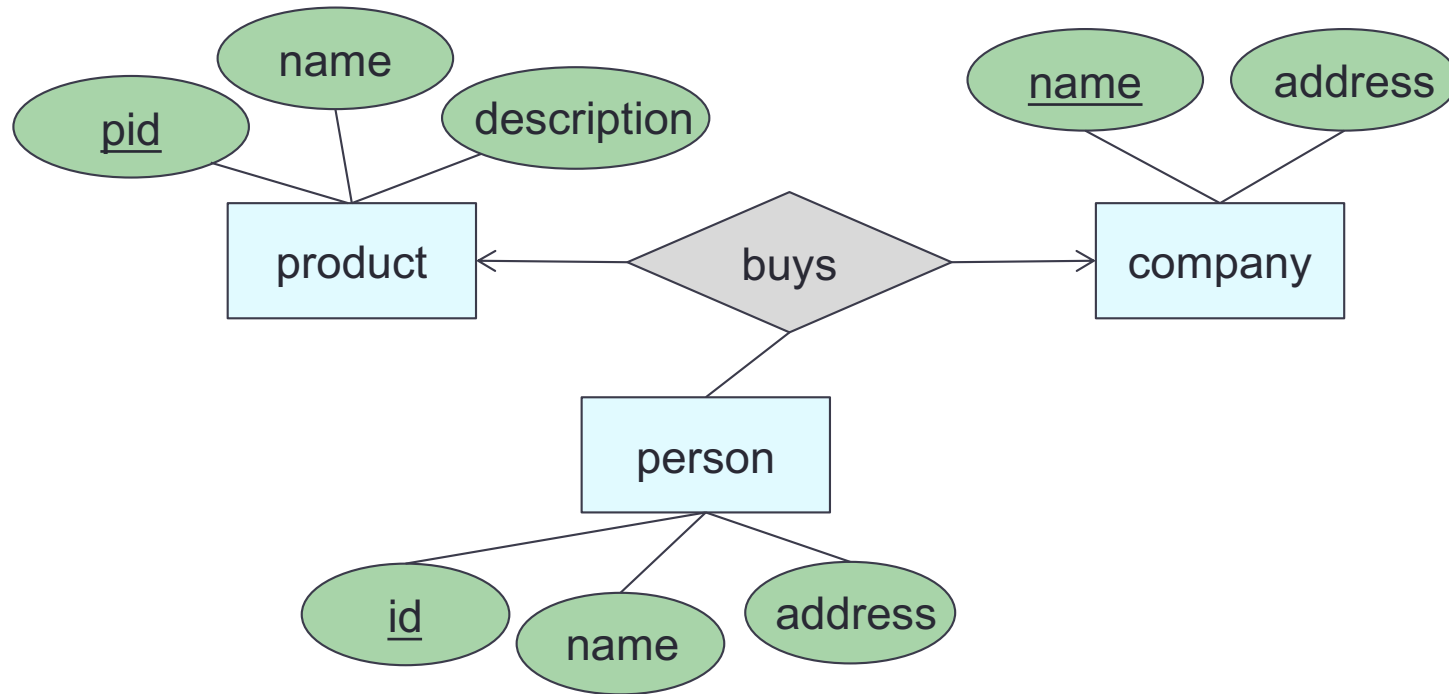 name
name
address
pid
description
product
buys
company
person
id
name
address